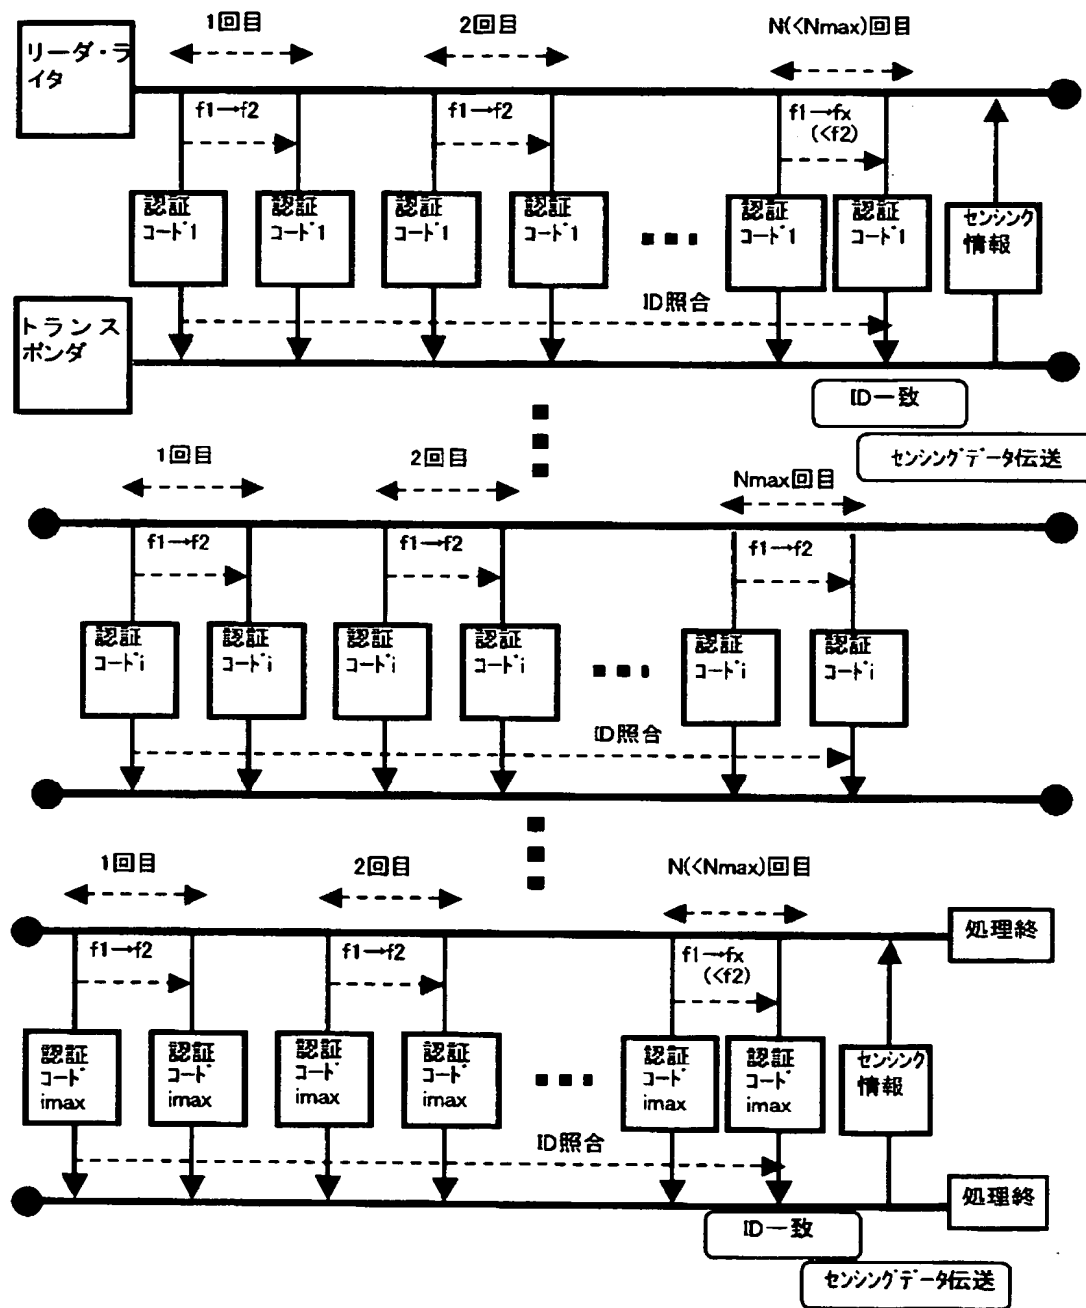 1回目
2回目
N(<Nmax)回目
リーダ・ラ
イタ
f1→f2
f1→f2
f1→fx
(<f2)
認証
コード1
認証
コード1
認証
コード1
認証
コード1
認証
コード1
認証
コード1
センシング
情報
ID照合
トランス
ポンダ
ID一致
センシングデータ伝送
1回目
2回目
Nmax回目
f1→f2
f1→f2
f1→f2
認証
コードi
認証
コードi
認証
コードi
認証
コードi
認証
コードi
認証
コードi
ID照合
1回目
2回目
N(<Nmax)回目
処理終
f1→f2
f1→f2
f1→fx
(<f2)
認証
コード
imax
認証
コード
imax
認証
コード
imax
認証
コード
imax
認証
コード
imax
認証
コード
imax
センシング
情報
ID照合
処理終
ID一致
センシングデータ伝送